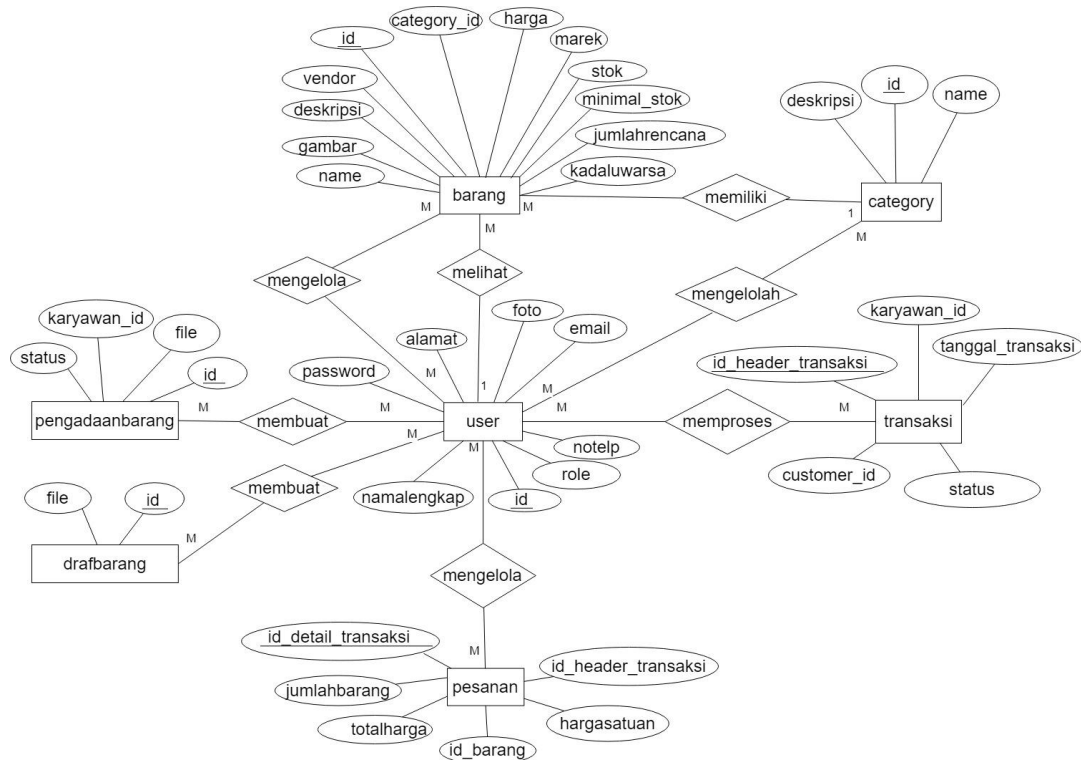 category_id
harga
id
marek
vendor
stok
deskripsi
minimal_stok
gambar
jumlahrencana
name
kadaluwarsa
barang
M
M
M
memiliki
1
category
deskripsi
id
name
M
mengelola
melihat
mengelolah
karyawan_id
file
status
id
pengadaanbarang
M
membuat
M
alamat
foto
email
password
M
1
M
M
user
M
notelp
role
id
namalengkap
memproses
M
karyawan_id
id_header_transaksi
tanggal_transaksi
transaksi
customer_id
status
M
membuat
file
id
M
drafbarang
mengelola
M
id_detail_transaksi
id_header_transaksi
jumlahbarang
pesanan
totalharga
hargasatuan
id_barang